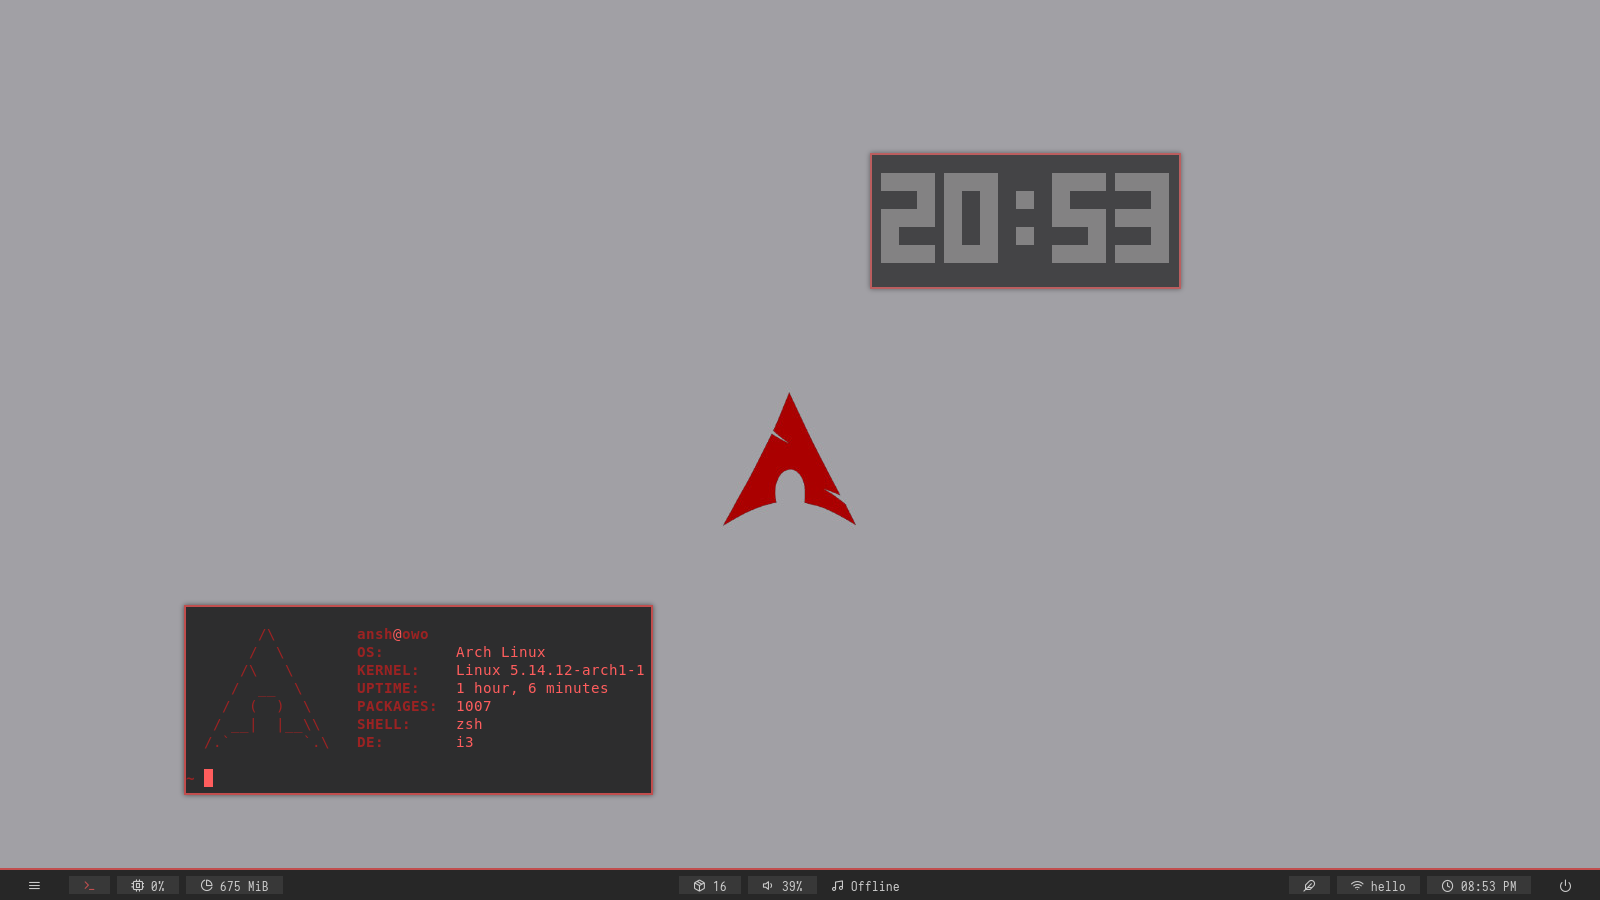 20:53
ansh@owo
OS: Arch Linux
KERNEL: Linux 5.14.12-arch1-1
UPTIME: 1 hour, 6 minutes
PACKAGES: 1007
SHELL: zsh
DE: i3
~
0% 675 MiB 16 39% Offline hello 08:53 PM